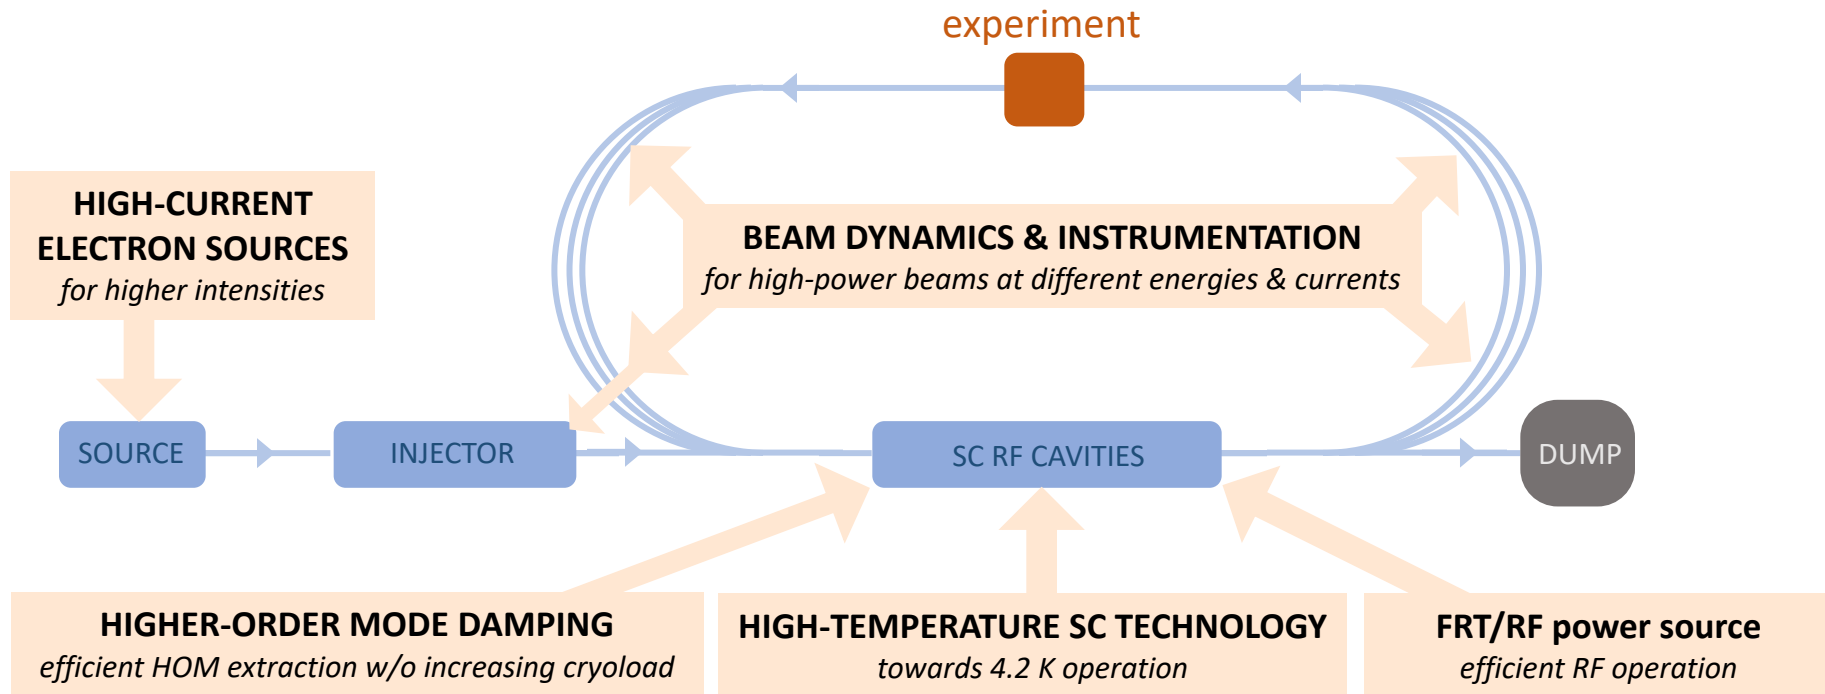 experiment
HIGH-CURRENT
ELECTRON SOURCES
for higher intensities
BEAM DYNAMICS & INSTRUMENTATION
for high-power beams at different energies & currents
SOURCE
INJECTOR
SC RF CAVITIES
DUMP
HIGHER-ORDER MODE DAMPING
efficient HOM extraction w/o increasing cryoload
HIGH-TEMPERATURE SC TECHNOLOGY
towards 4.2 K operation
FRT/RF power source
efficient RF operation